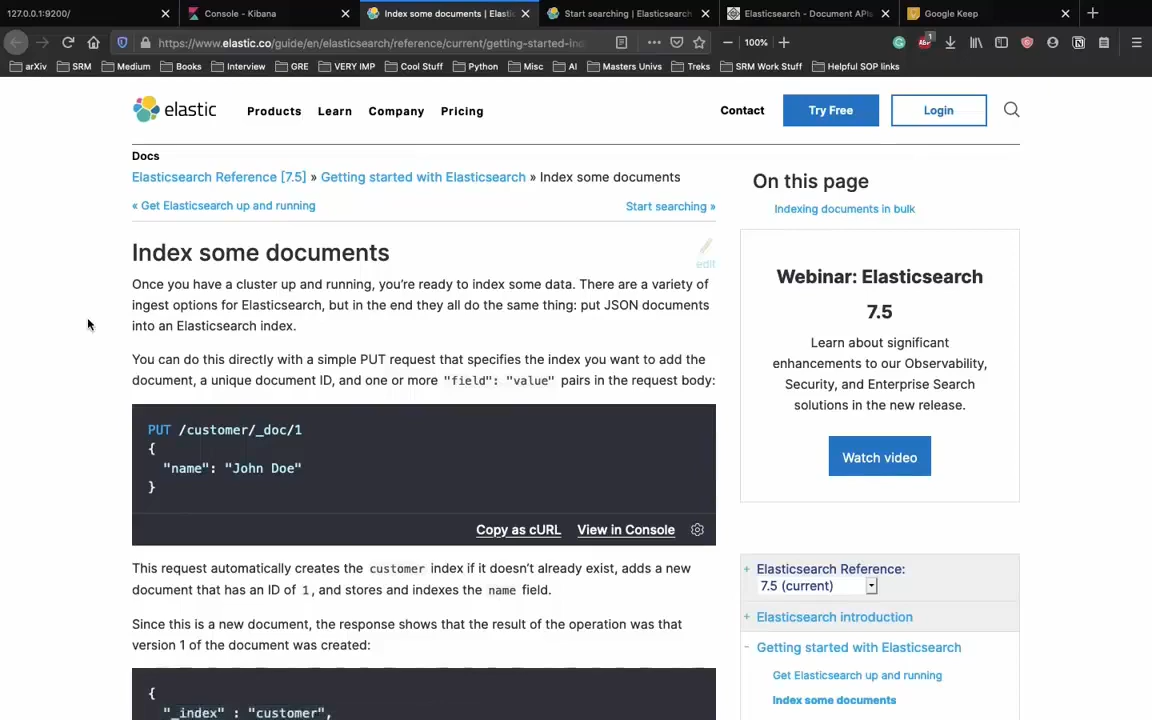 127.0.0.1:9200/
Console - Kibana
Index some documents | Elastic
Start searching | Elasticsearch
Elasticsearch - Document APIs
Google Keep
https://www.elastic.co/guide/en/elasticsearch/reference/current/getting-started-ind
100%
1
arXiv
SRM
Medium
Books
Interview
GRE
VERY IMP
Cool Stuff
Python
Misc
AI
Masters Univs
Treks
SRM Work Stuff
Helpful SOP links
elastic
Products
Learn
Company
Pricing
Contact
Try Free
Login
Docs
Elasticsearch Reference [7.5] » Getting started with Elasticsearch » Index some documents
« Get Elasticsearch up and running
Start searching »
Index some documents
edit
Once you have a cluster up and running, you're ready to index some data. There are a variety of
ingest options for Elasticsearch, but in the end they all do the same thing: put JSON documents
into an Elasticsearch index.
You can do this directly with a simple PUT request that specifies the index you want to add the
document, a unique document ID, and one or more "field": "value" pairs in the request body:
PUT /customer/_doc/1
{
"name": "John Doe"
}
Copy as cURL
View in Console
This request automatically creates the customer index if it doesn't already exist, adds a new
document that has an ID of 1, and stores and indexes the name field.
Since this is a new document, the response shows that the result of the operation was that
version 1 of the document was created:
{
"_index" : "customer",
On this page
Indexing documents in bulk
Webinar: Elasticsearch
7.5
Learn about significant
enhancements to our Observability,
Security, and Enterprise Search
solutions in the new release.
Watch video
+ Elasticsearch Reference:
7.5 (current)
+ Elasticsearch introduction
- Getting started with Elasticsearch
Get Elasticsearch up and running
Index some documents